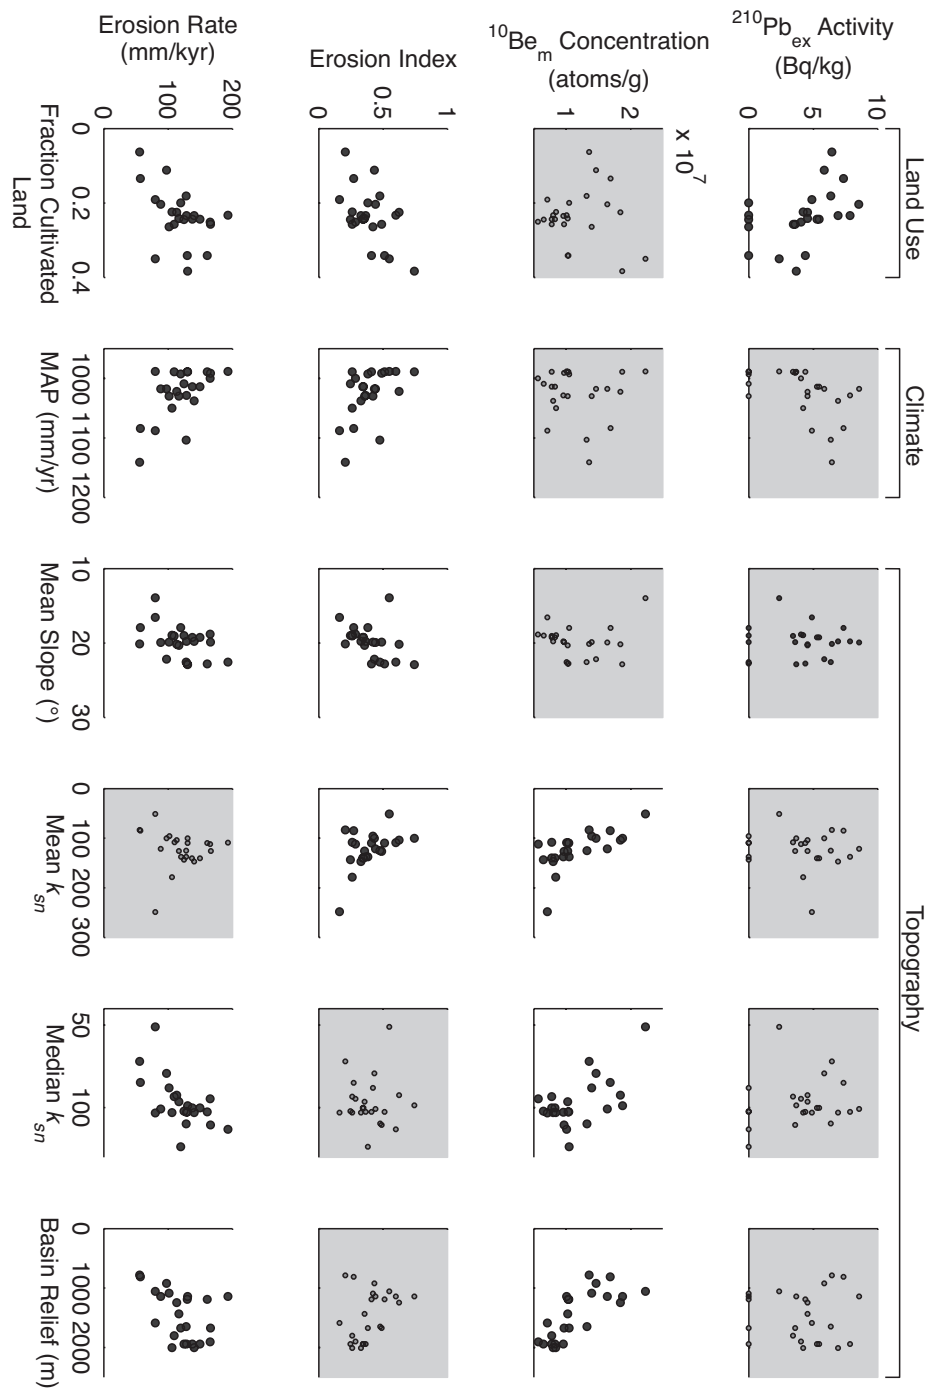 Land Use
Climate
Topography
²¹⁰Pbₑₓ Activity
(Bq/kg)
10
5
0
¹⁰Beₘ Concentration
(atoms/g)
x 10⁷
2
1
Erosion Index
1
0.5
0
Erosion Rate
(mm/kyr)
200
100
0
0 0.2 0.4
Fraction Cultivated
Land
1000 1100 1200
MAP (mm/yr)
10 20 30
Mean Slope (°)
0 100 200 300
Mean kₛₙ
50 100
Median kₛₙ
0 1000 2000
Basin Relief (m)